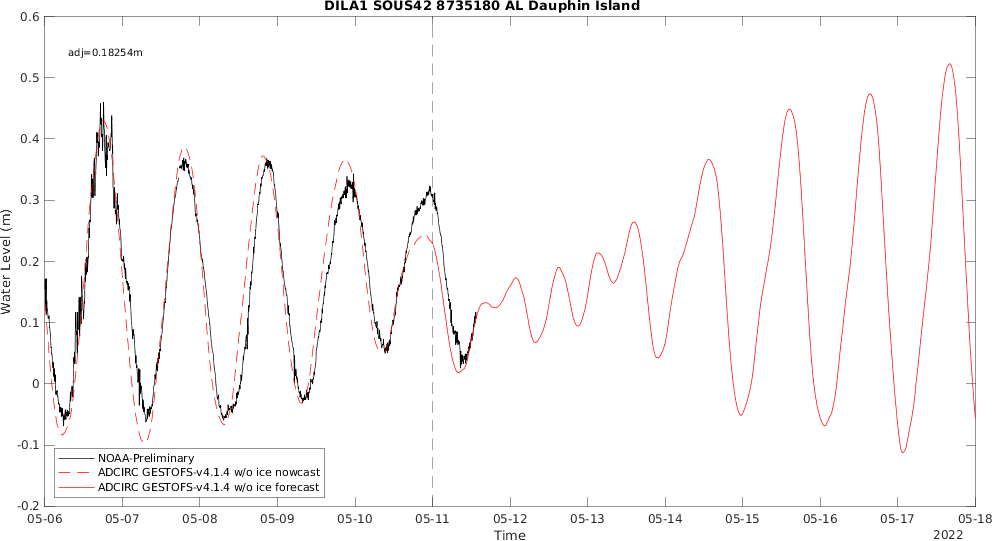 DILA1 SOUS42 8735180 AL Dauphin Island
adj=0.18254m
Water Level (m)
0.6
0.5
0.4
0.3
0.2
0.1
0
-0.1
-0.2
NOAA-Preliminary
ADCIRC GESTOFS-v4.1.4 w/o ice nowcast
ADCIRC GESTOFS-v4.1.4 w/o ice forecast
05-06 05-07 05-08 05-09 05-10 05-11 05-12 05-13 05-14 05-15 05-16 05-17 05-18
Time
2022